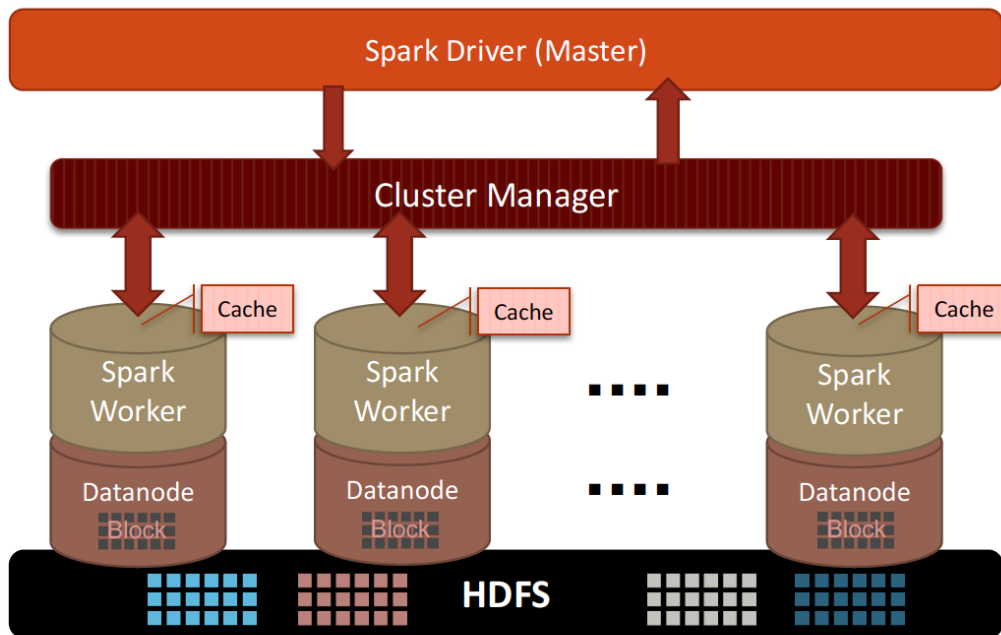 Spark Driver (Master)
Cluster Manager
Cache
Cache
Cache
Spark
Worker
Spark
Worker
....
Spark
Worker
Datanode
Block
Datanode
Block
....
Datanode
Block
HDFS